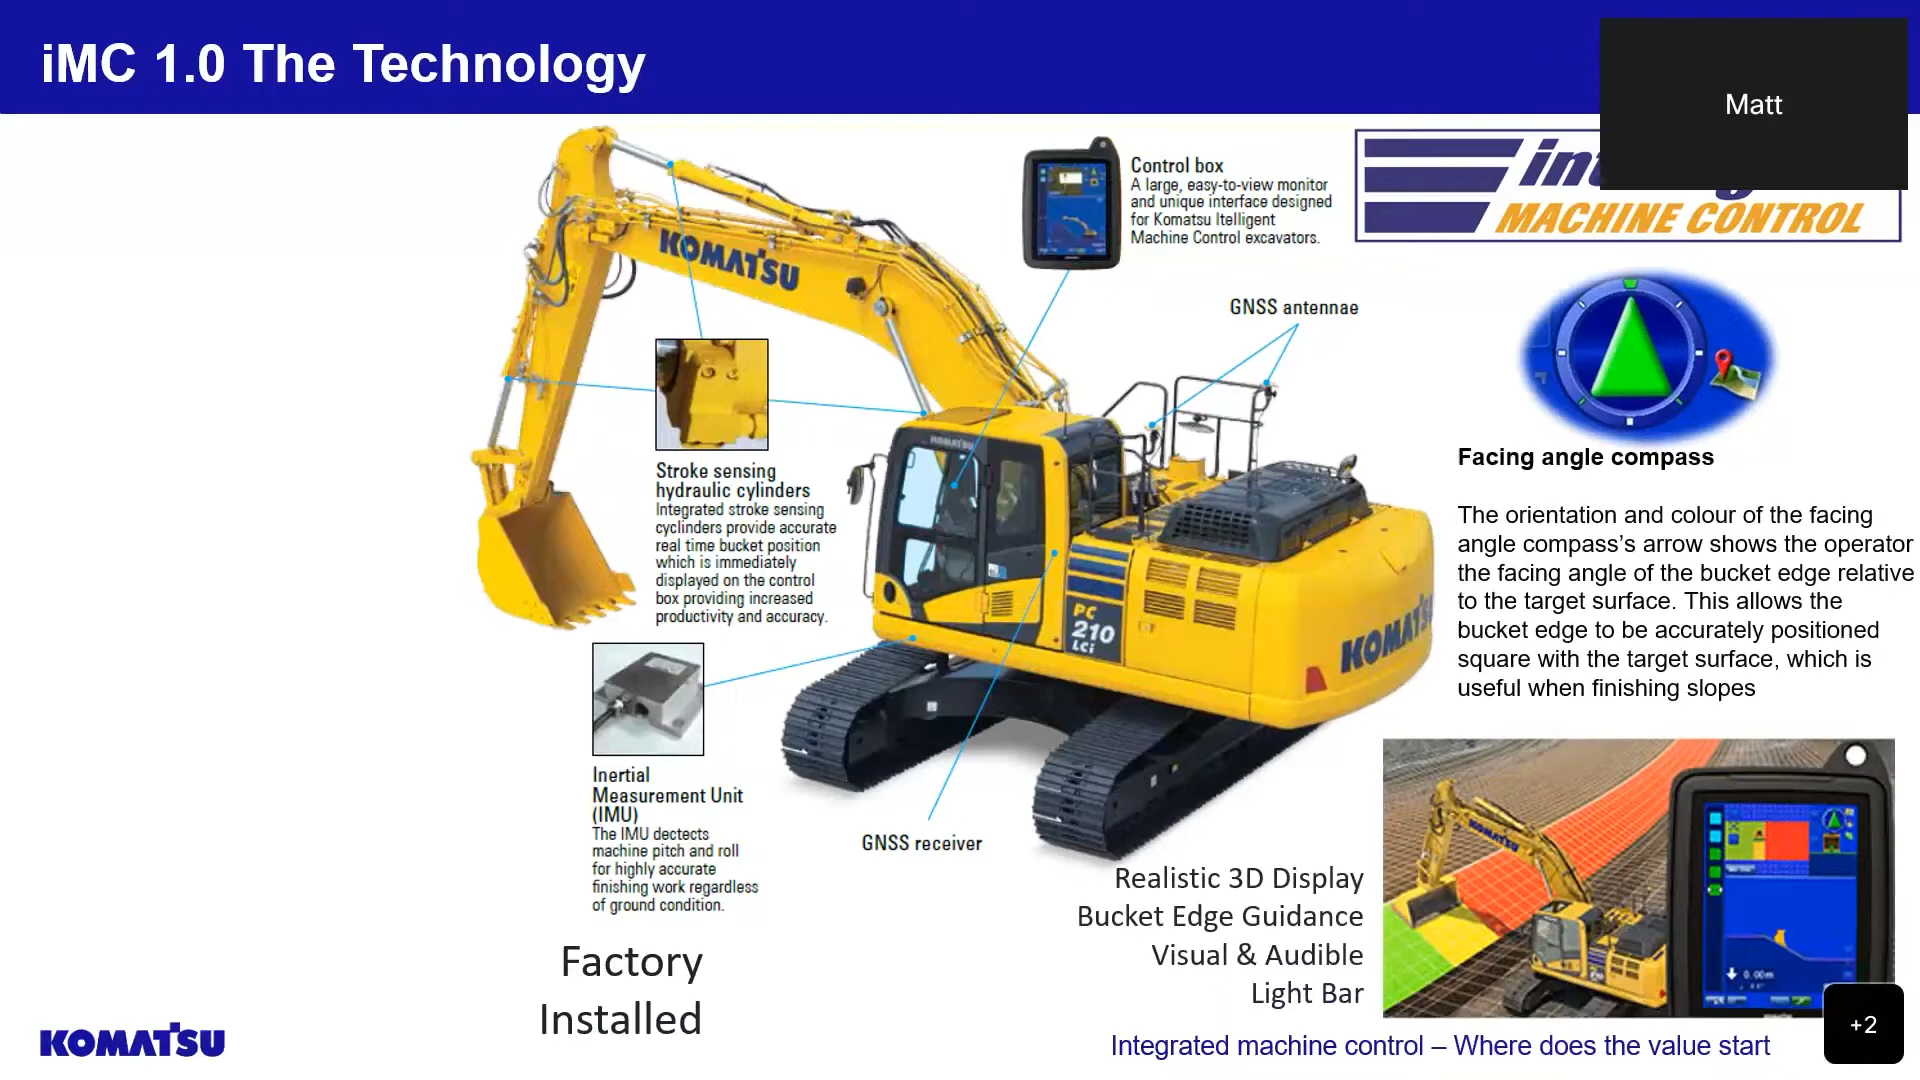 iMC 1.0 The Technology
Matt
MACHINE CONTROL
Control box
A large, easy-to-view monitor
and unique interface designed
for Komatsu Itelligent
Machine Control excavators.
KOMATSU
GNSS antennae
Stroke sensing
hydraulic cylinders
Integrated stroke sensing
cyclinders provide accurate
real time bucket position
which is immediately
displayed on the control
box providing increased
productivity and accuracy.
KOMATSU
PC
210
LCi
KOMATSU
Facing angle compass
The orientation and colour of the facing
angle compass’s arrow shows the operator
the facing angle of the bucket edge relative
to the target surface. This allows the
bucket edge to be accurately positioned
square with the target surface, which is
useful when finishing slopes
Inertial
Measurement Unit
(IMU)
The IMU dectects
machine pitch and roll
for highly accurate
finishing work regardless
of ground condition.
GNSS receiver
Realistic 3D Display
Bucket Edge Guidance
Visual & Audible
Light Bar
KOMATSU
0.00m
Factory
Installed
KOMATSU
Integrated machine control – Where does the value start
+2